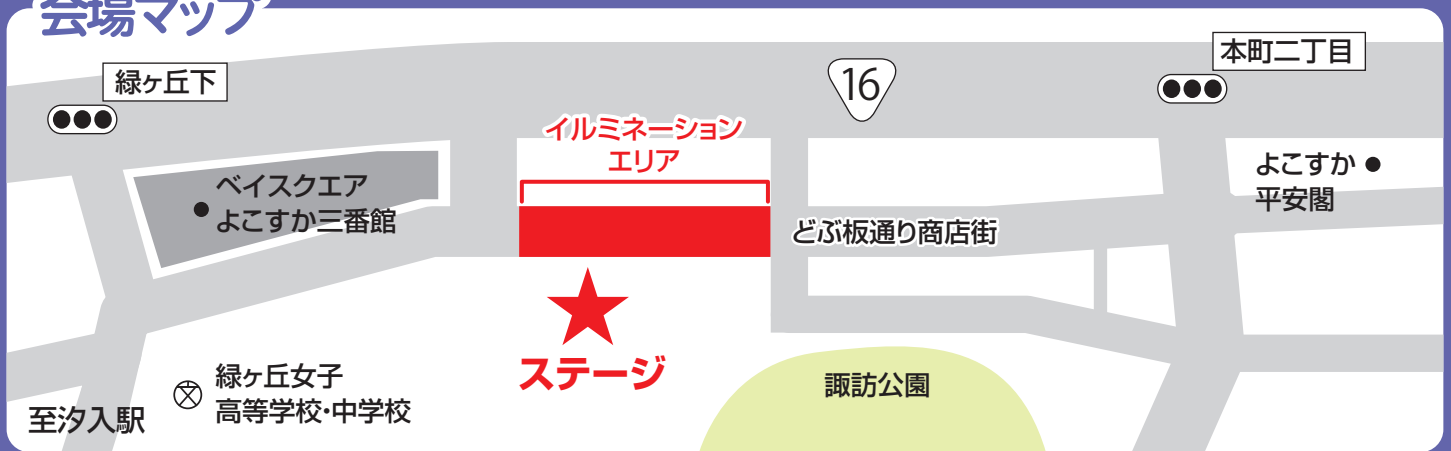 会場マップ
緑ヶ丘下
本町二丁目
16
イルミネーション
エリア
よこすか
平安閣
ベイスクエア
よこすか三番館
どぶ板通り商店街
ステージ
緑ヶ丘女子
高等学校・中学校
諏訪公園
至汐入駅